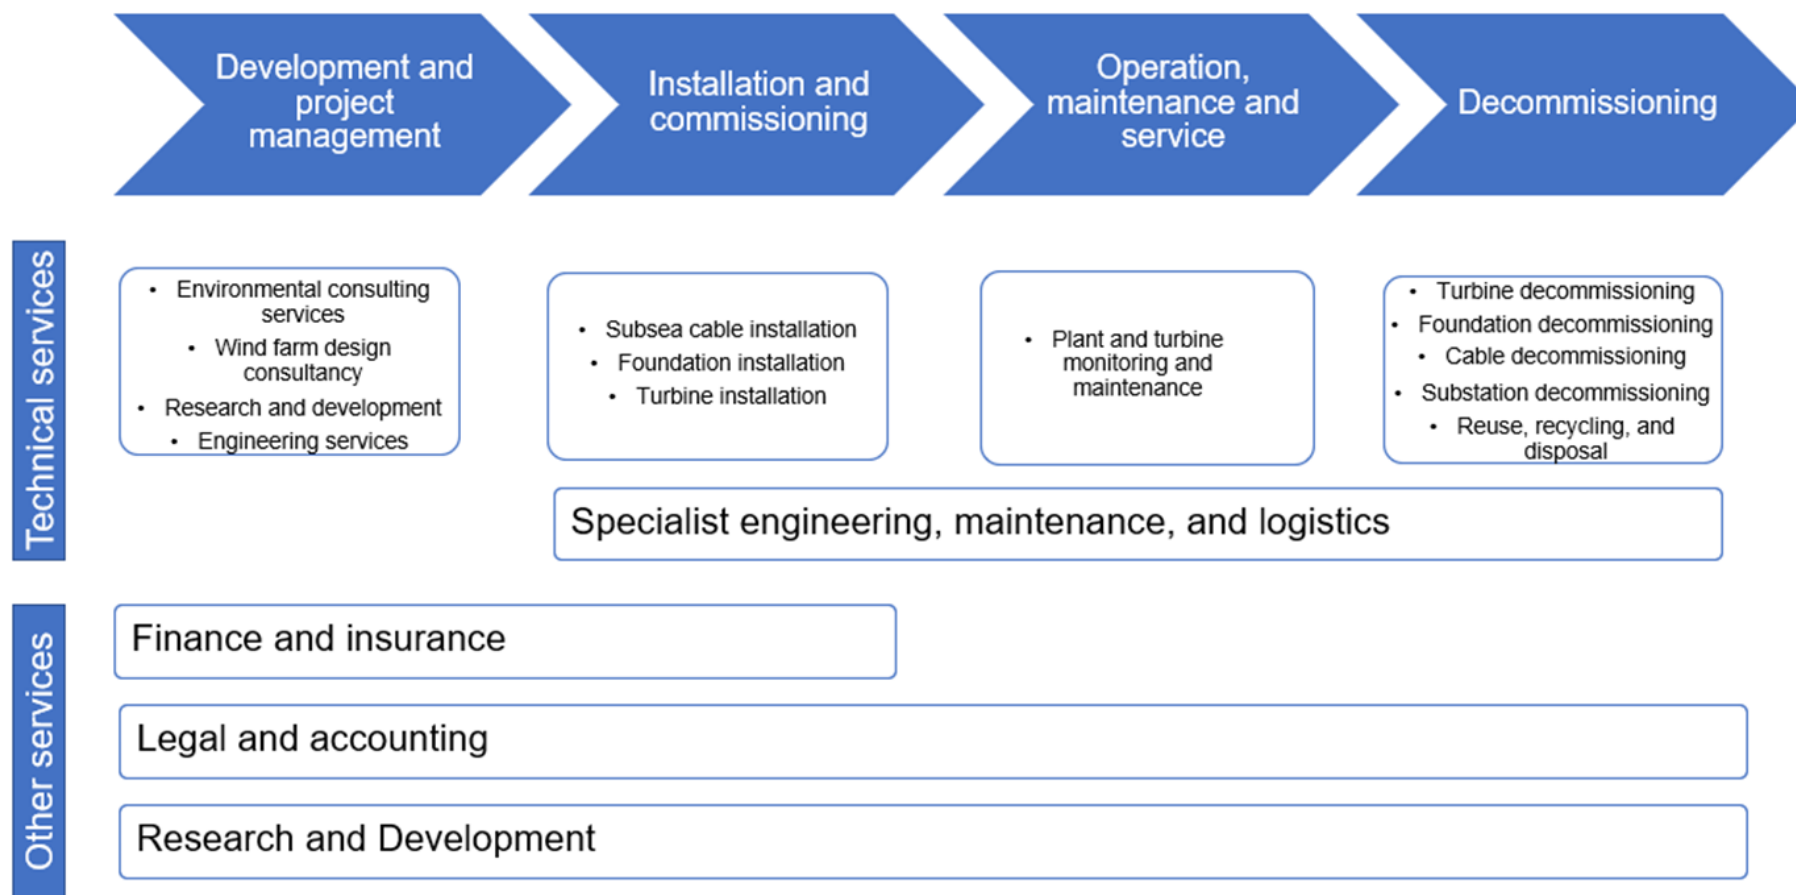 Development and
project
management
Installation and
commissioning
Operation,
maintenance and
service
Decommissioning
Technical services
• Environmental consulting
services
• Wind farm design
consultancy
• Research and development
• Engineering services
• Subsea cable installation
• Foundation installation
• Turbine installation
• Plant and turbine
monitoring and
maintenance
• Turbine decommissioning
• Foundation decommissioning
• Cable decommissioning
• Substation decommissioning
• Reuse, recycling, and
disposal
Specialist engineering, maintenance, and logistics
Other services
Finance and insurance
Legal and accounting
Research and Development